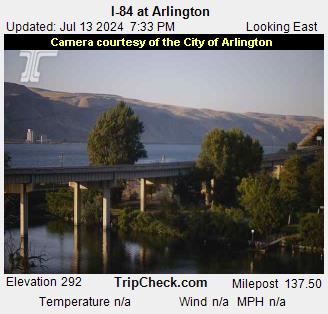 I-84 at Arlington
Updated: Jul 13 2024 7:33 PM Looking East
Camera courtesy of the City of Arlington
Elevation 292 TripCheck.com Milepost 137.50
Temperature n/a Wind n/a MPH n/a